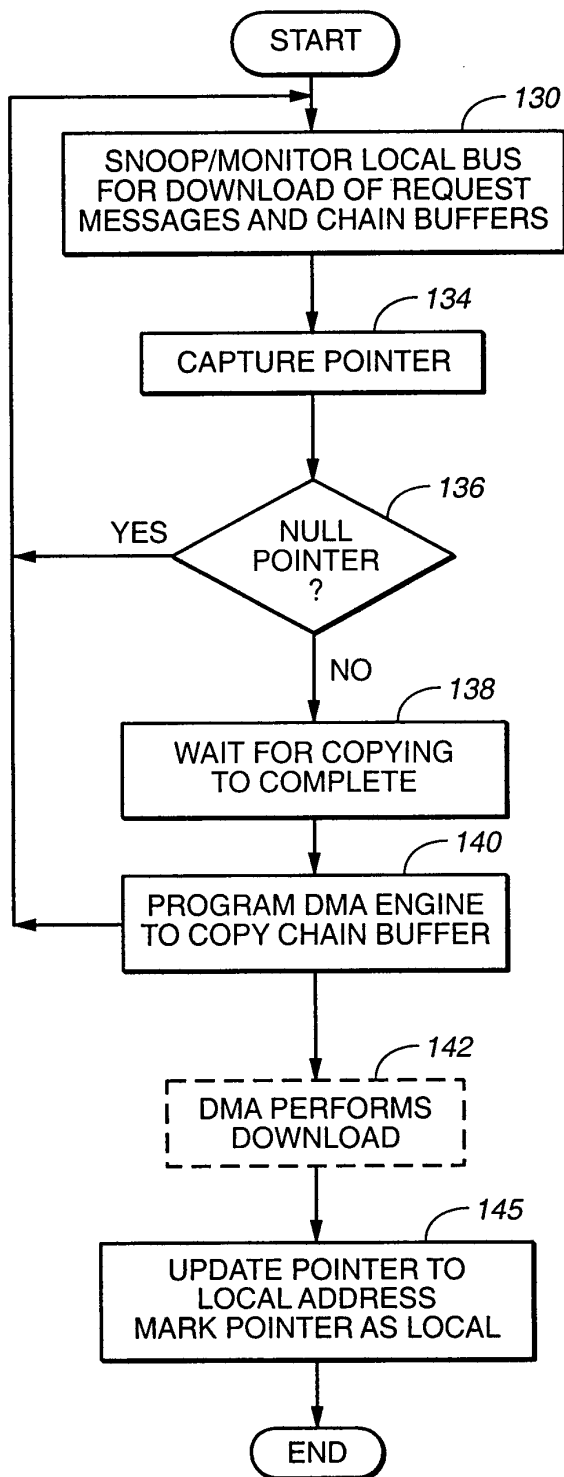 START
130
SNOOP/MONITOR LOCAL BUS
FOR DOWNLOAD OF REQUEST
MESSAGES AND CHAIN BUFFERS
134
CAPTURE POINTER
136
YES
NULL
POINTER
?
NO
138
WAIT FOR COPYING
TO COMPLETE
140
PROGRAM DMA ENGINE
TO COPY CHAIN BUFFER
142
DMA PERFORMS
DOWNLOAD
145
UPDATE POINTER TO
LOCAL ADDRESS
MARK POINTER AS LOCAL
END